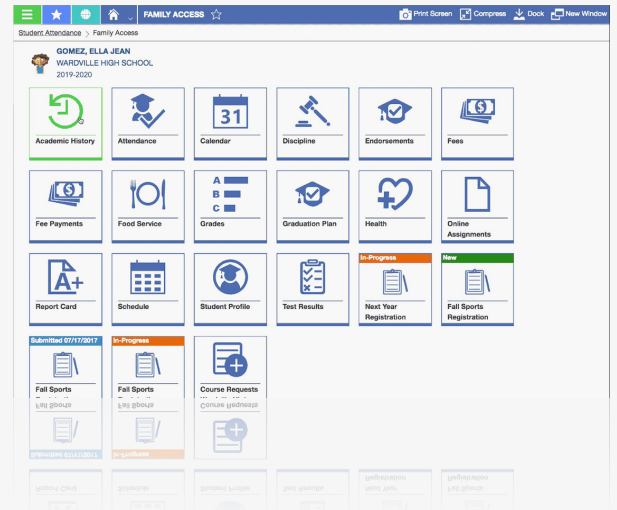 FAMILY ACCESS
Print Screen Compress Dock New Window
Student Attendance > Family Access
GOMEZ, ELLA JEAN
WARDVILLE HIGH SCHOOL
2019-2020
31
A
B
C
Academic History Attendance Calendar Discipline Endorsements Fees
Fee Payments Food Service Grades Graduation Plan Health Online
Assignments
In-Progress New
A+
Report Card Schedule Student Profile Test Results Next Year Fall Sports
Registration Registration
Submitted 07/17/2017 In-Progress
Fall Sports Fall Sports Course Requests